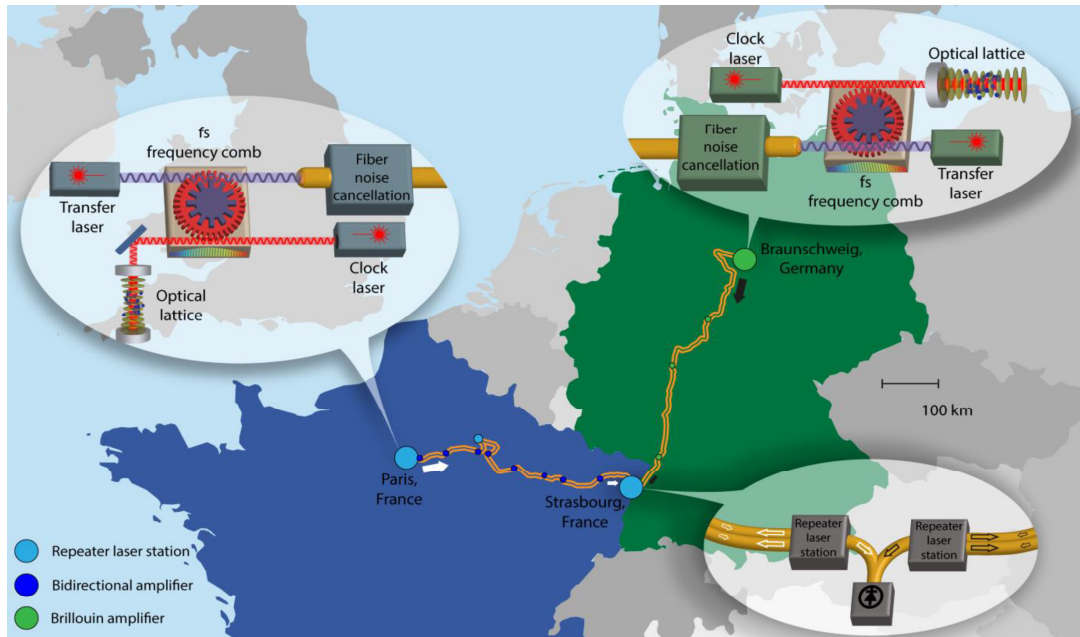 fs
frequency comb
Transfer
laser
Fiber
noise
cancellation
Clock
laser
Optical
lattice
Clock
laser
Optical lattice
Fiber
noise
cancellation
fs
frequency comb
Transfer
laser
Braunschweig,
Germany
100 km
Paris,
France
Strasbourg,
France
Repeater
laser
station
Repeater
laser
station
Repeater laser station
Bidirectional amplifier
Brillouin amplifier